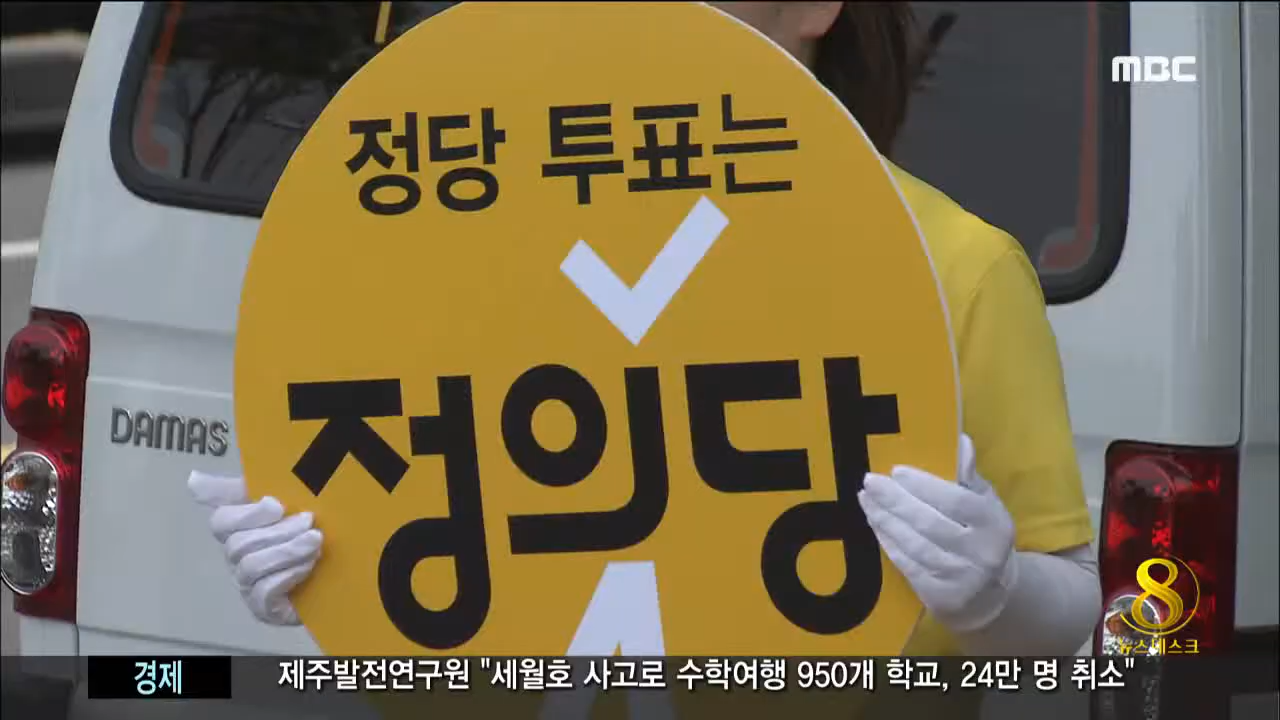 MBC
정당 투표는
정의당
DAMAS
8
뉴스데스크
경제
제주발전연구원 "세월호 사고로 수학여행 950개 학교, 24만 명 취소"